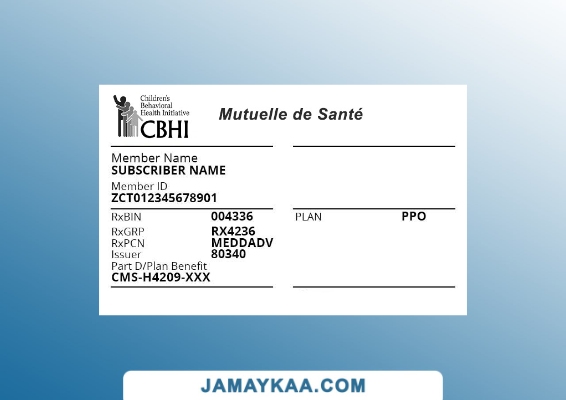 Children's
Behavioral
Health Initiative
CBHI
Mutuelle de Santé
Member Name
SUBSCRIBER NAME
Member ID
ZCT012345678901
RxBIN 004336
PLAN PPO
RxGRP RX4236
RxPCN MEDDADV
Issuer 80340
Part D/Plan Benefit
CMS-H4209-XXX
JAMAYKAA.COM